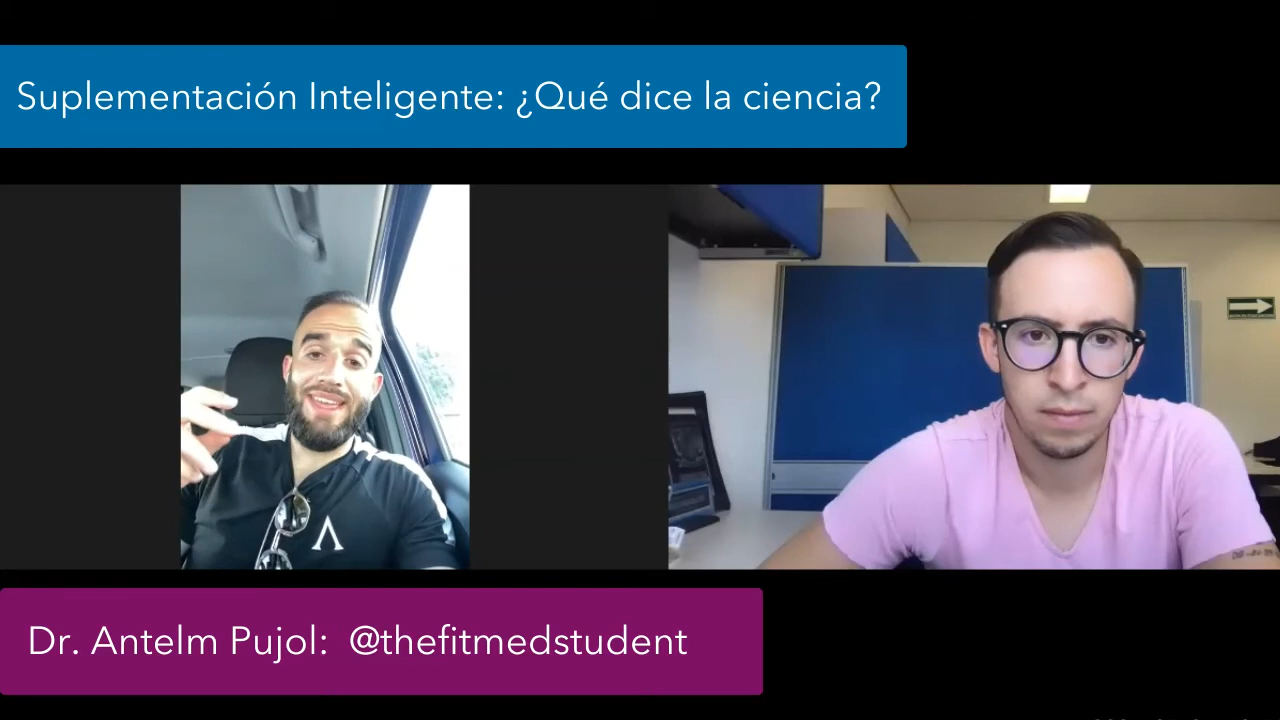 Suplementación Inteligente: ¿Qué dice la ciencia?
Dr. Antelm Pujol: @thefitmedstudent